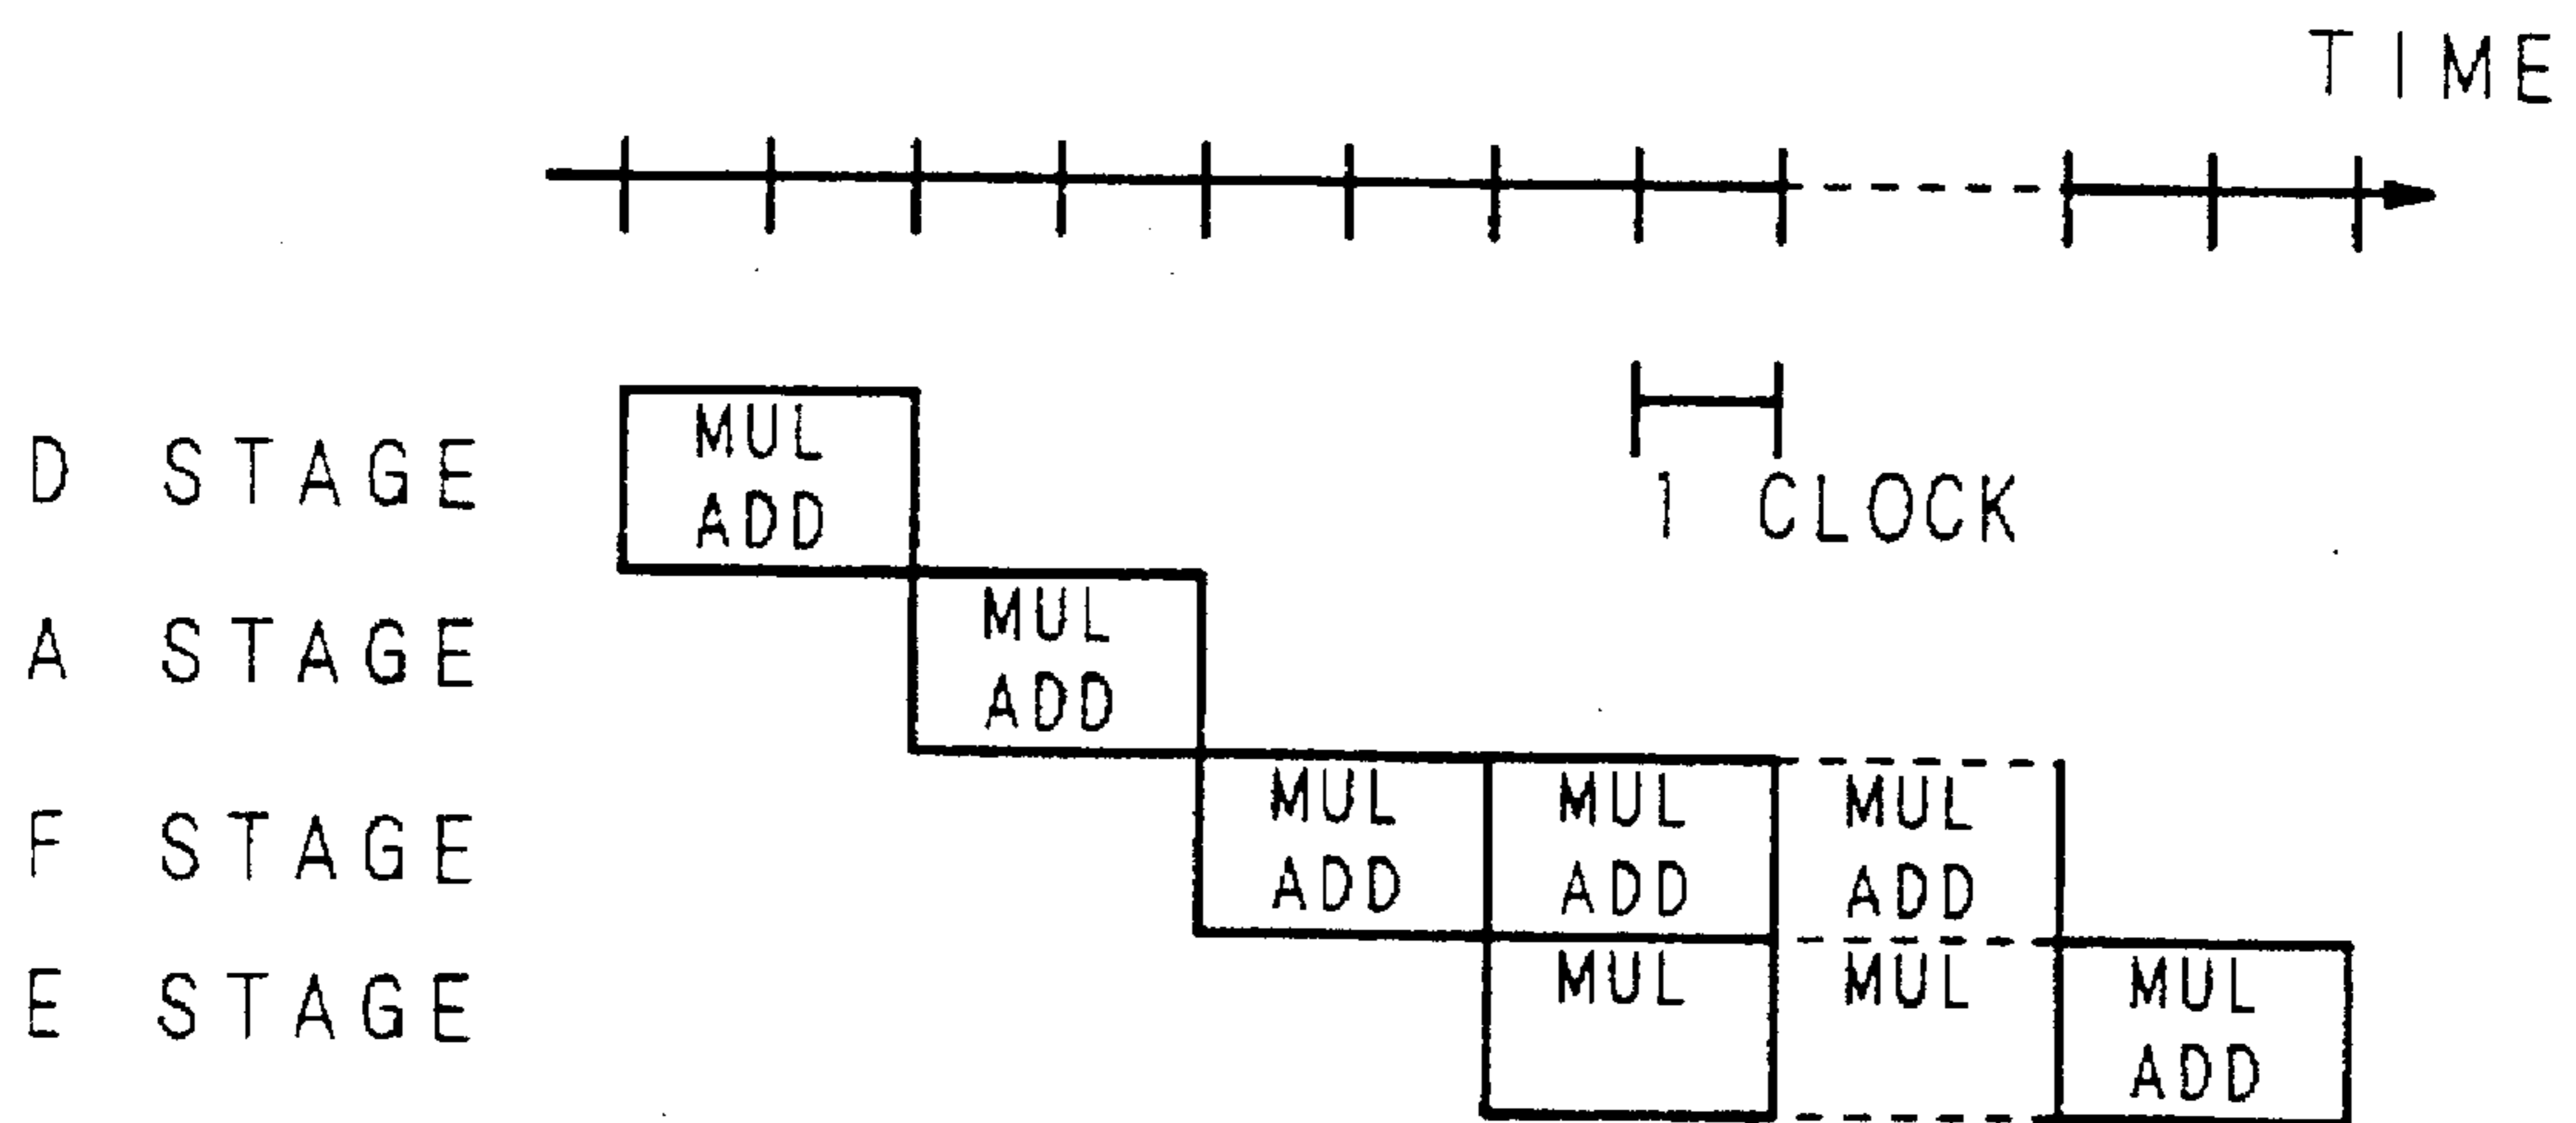 TIME
1 CLOCK
D STAGE
MUL
ADD
A STAGE
MUL
ADD
F STAGE
MUL MUL MUL
ADD ADD ADD
E STAGE
MUL MUL MUL
ADD